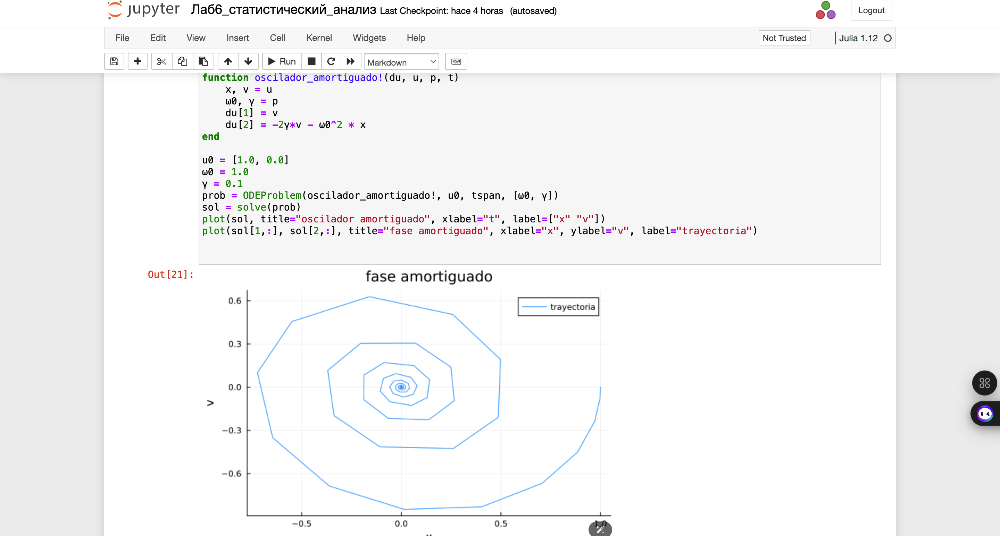 jupyter Лаб6_статистический_анализ Last Checkpoint: hace 4 horas (autosaved)
Logout
File Edit View Insert Cell Kernel Widgets Help
Not Trusted
Julia 1.12
Run
Markdown
function oscilador_amortiguado!(du, u, p, t)
    x, v = u
    ω0, γ = p
    du[1] = v
    du[2] = -2γ*v - ω0^2 * x
end
u0 = [1.0, 0.0]
ω0 = 1.0
γ = 0.1
prob = ODEProblem(oscilador_amortiguado!, u0, tspan, [ω0, γ])
sol = solve(prob)
plot(sol, title="oscilador amortiguado", xlabel="t", label=["x" "v"])
plot(sol[1,:], sol[2,:], title="fase amortiguado", xlabel="x", ylabel="v", label="trayectoria")
Out[21]:
fase amortiguado
trayectoria
0.6
0.3
0.0
−0.3
−0.6
v
−0.5 0.0 0.5 1.0